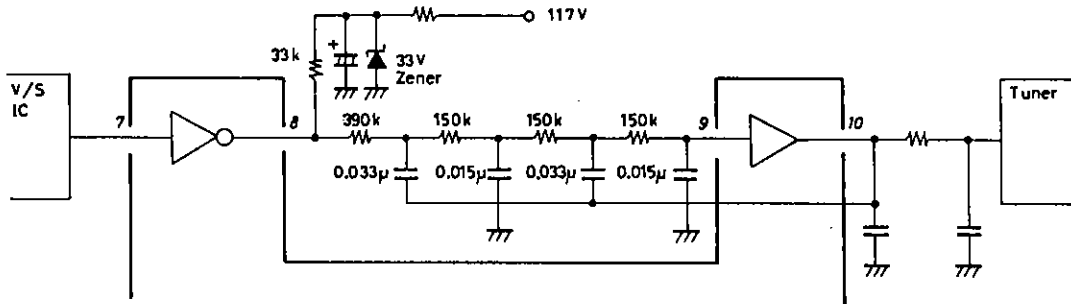 117V
33k
+
33V
Zener
V/S
IC
Tuner
7
8
390k
150k
150k
150k
9
10
0.033μ
0.015μ
0.033μ
0.015μ